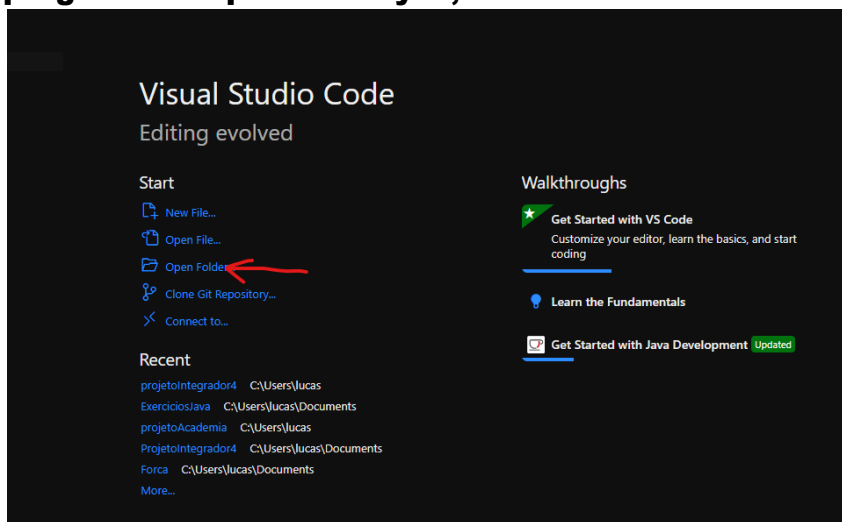 Visual Studio Code
Editing evolved
Start
New File...
Open File...
Open Folder
Clone Git Repository...
Connect to...
Recent
projetoIntegrador4 C:\Users\lucas
ExerciciosJava C:\Users\lucas\Documents
projetoAcademia C:\Users\lucas
ProjetoIntegrador4 C:\Users\lucas\Documents
Forca C:\Users\lucas\Documents
More...
Walkthroughs
Get Started with VS Code
Customize your editor, learn the basics, and start
coding
Learn the Fundamentals
Get Started with Java Development Updated